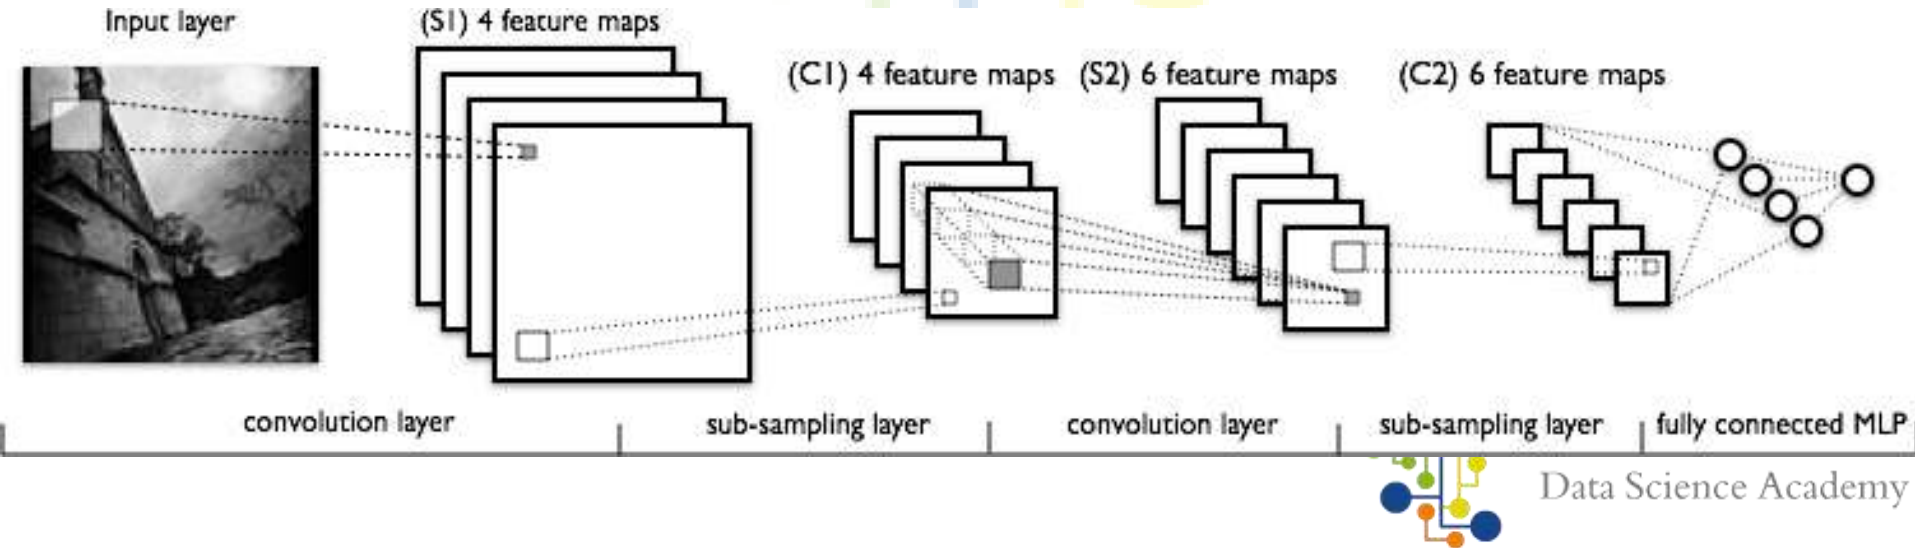 Input layer
(S1) 4 feature maps
(C1) 4 feature maps
(S2) 6 feature maps
(C2) 6 feature maps
convolution layer
sub-sampling layer
convolution layer
sub-sampling layer
fully connected MLP
Data Science Academy